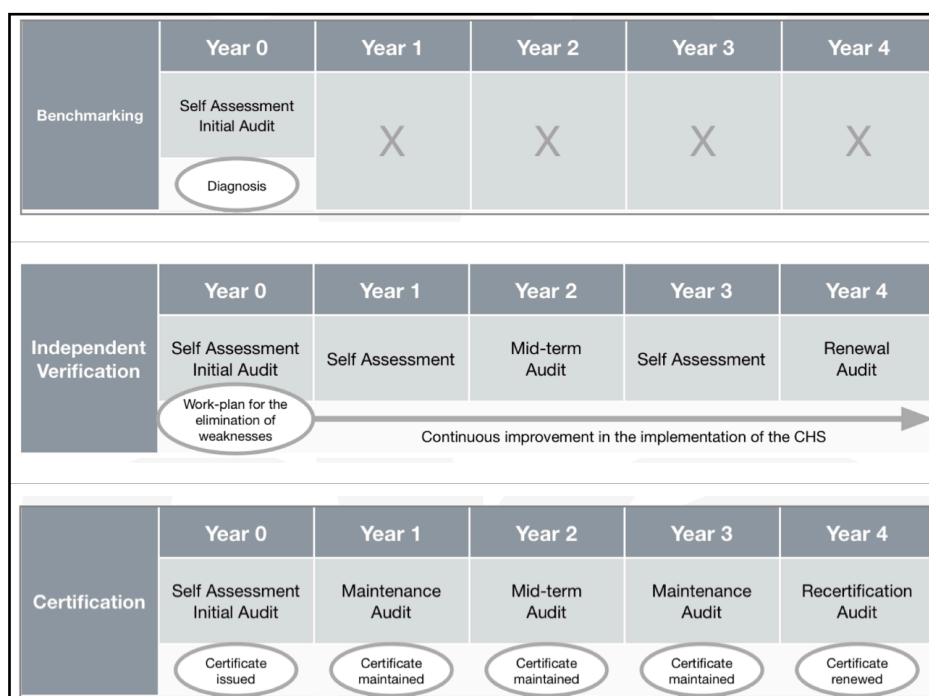 Year 0 Year 1 Year 2 Year 3 Year 4
Benchmarking
Self Assessment
Initial Audit
X X X X
Diagnosis
Year 0 Year 1 Year 2 Year 3 Year 4
Independent
Verification
Self Assessment
Initial Audit
Self Assessment
Mid-term
Audit
Self Assessment
Renewal
Audit
Work-plan for the
elimination of
weaknesses
Continuous improvement in the implementation of the CHS
Year 0 Year 1 Year 2 Year 3 Year 4
Certification
Self Assessment
Initial Audit
Maintenance
Audit
Mid-term
Audit
Maintenance
Audit
Recertification
Audit
Certificate
issued
Certificate
maintained
Certificate
maintained
Certificate
maintained
Certificate
renewed